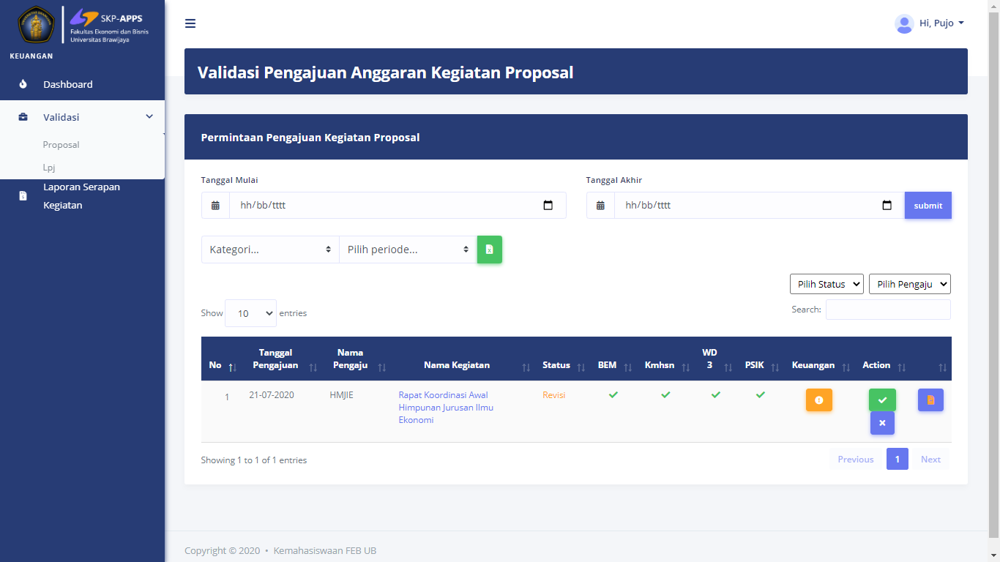 SKP-APPS
Fakultas Ekonomi dan Bisnis
Universitas Brawijaya
KEUANGAN
Dashboard
Validasi
Proposal
Lpj
Laporan Serapan
Kegiatan
Hi, Pujo
Validasi Pengajuan Anggaran Kegiatan Proposal
Permintaan Pengajuan Kegiatan Proposal
Tanggal Mulai
Tanggal Akhir
hh/bb/tttt
hh/bb/tttt
submit
Kategori...
Pilih periode...
Pilih Status
Pilih Pengaju
Show 10 entries
Search:
No
Tanggal
Pengajuan
Nama
Pengaju
Nama Kegiatan
Status
BEM
Kmhsn
WD
3
PSIK
Keuangan
Action
1
21-07-2020
HMJIE
Rapat Koordinasi Awal
Himpunan Jurusan Ilmu
Ekonomi
Revisi
Showing 1 to 1 of 1 entries
Previous 1 Next
Copyright © 2020 • Kemahasiswaan FEB UB